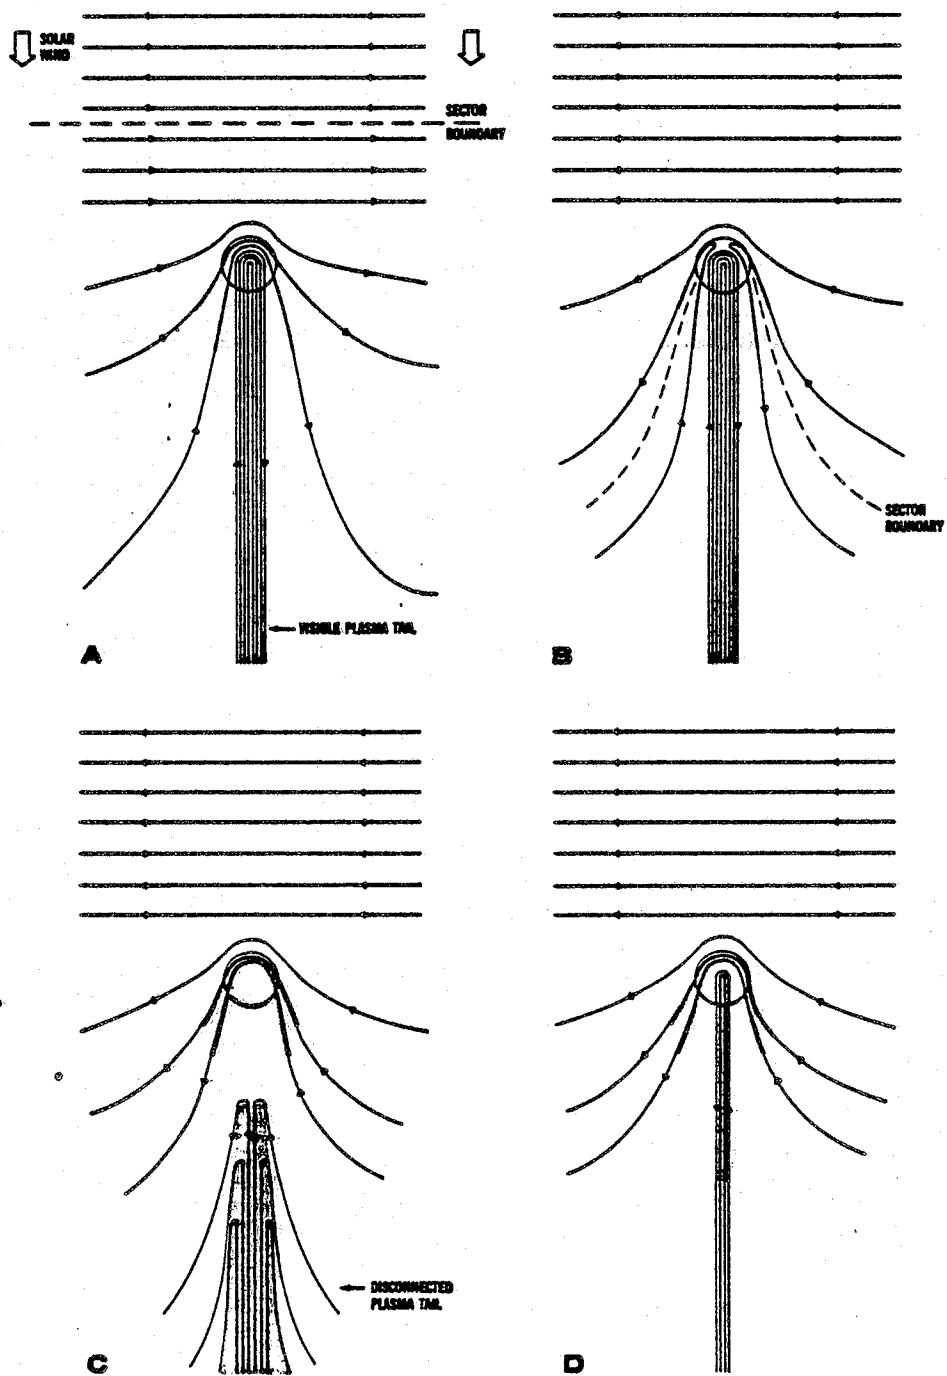 SOLAR
WIND
SECTOR
BOUNDARY
SECTOR
BOUNDARY
VISIBLE PLASMA TAIL
A
B
DISCONNECTED
PLASMA TAIL
C
D